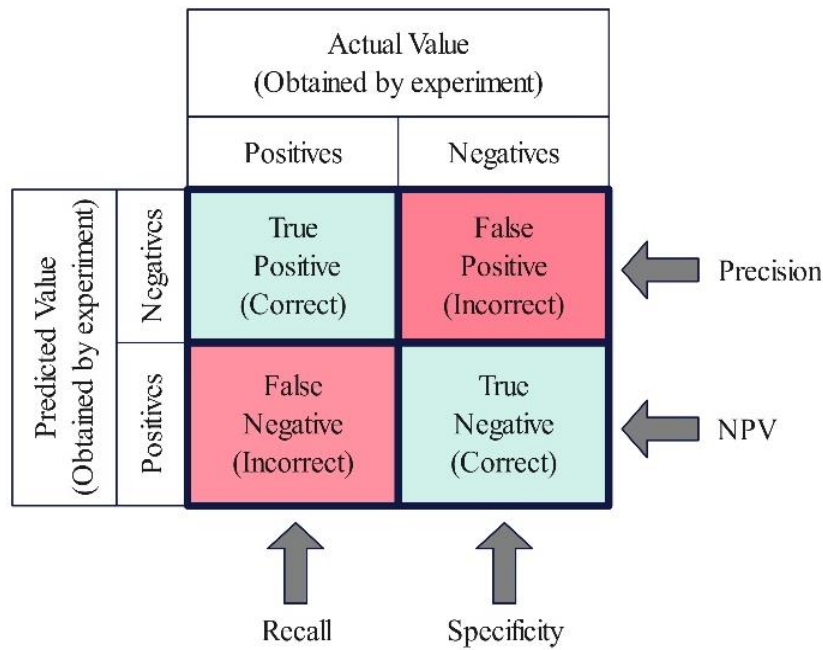 Actual Value
(Obtained by experiment)
Positives
Negatives
Predicted Value
(Obtained by experiment)
Negatives
True
Positive
(Correct)
False
Positive
(Incorrect)
Precision
Positives
False
Negative
(Incorrect)
True
Negative
(Correct)
NPV
Recall
Specificity